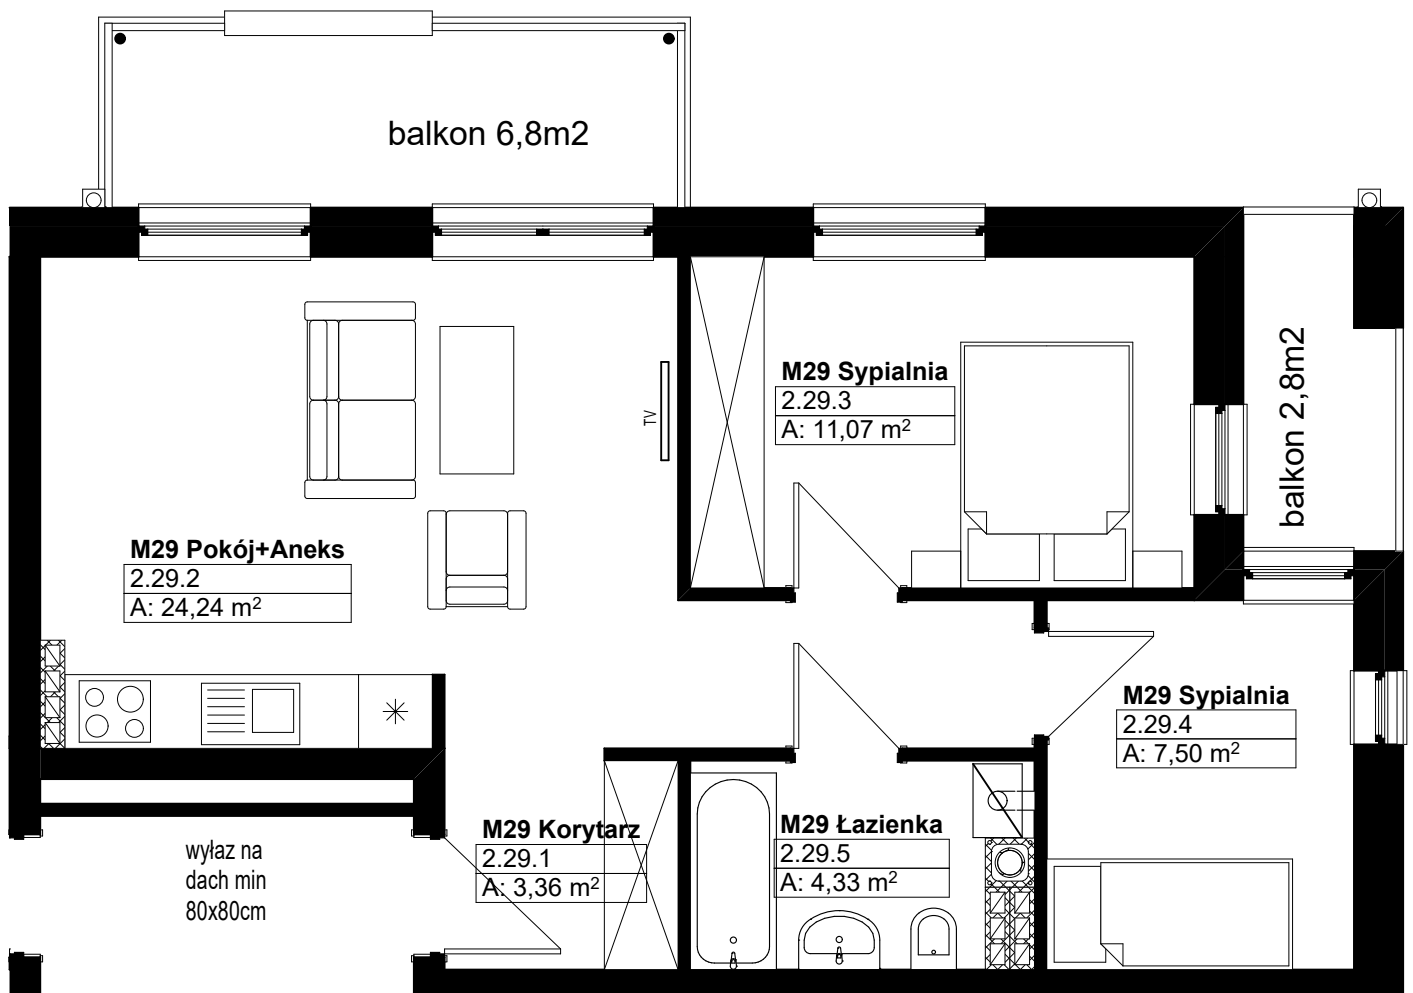 balkon 6,8m2
M29 Sypialnia
2.29.3
A: 11,07 m²
balkon 2,8m2
TV
M29 Pokój+Aneks
2.29.2
A: 24,24 m²
M29 Sypialnia
2.29.4
A: 7,50 m²
M29 Korytarz
2.29.1
A: 3,36 m²
M29 Łazienka
2.29.5
A: 4,33 m²
wyłaz na
dach min
80x80cm